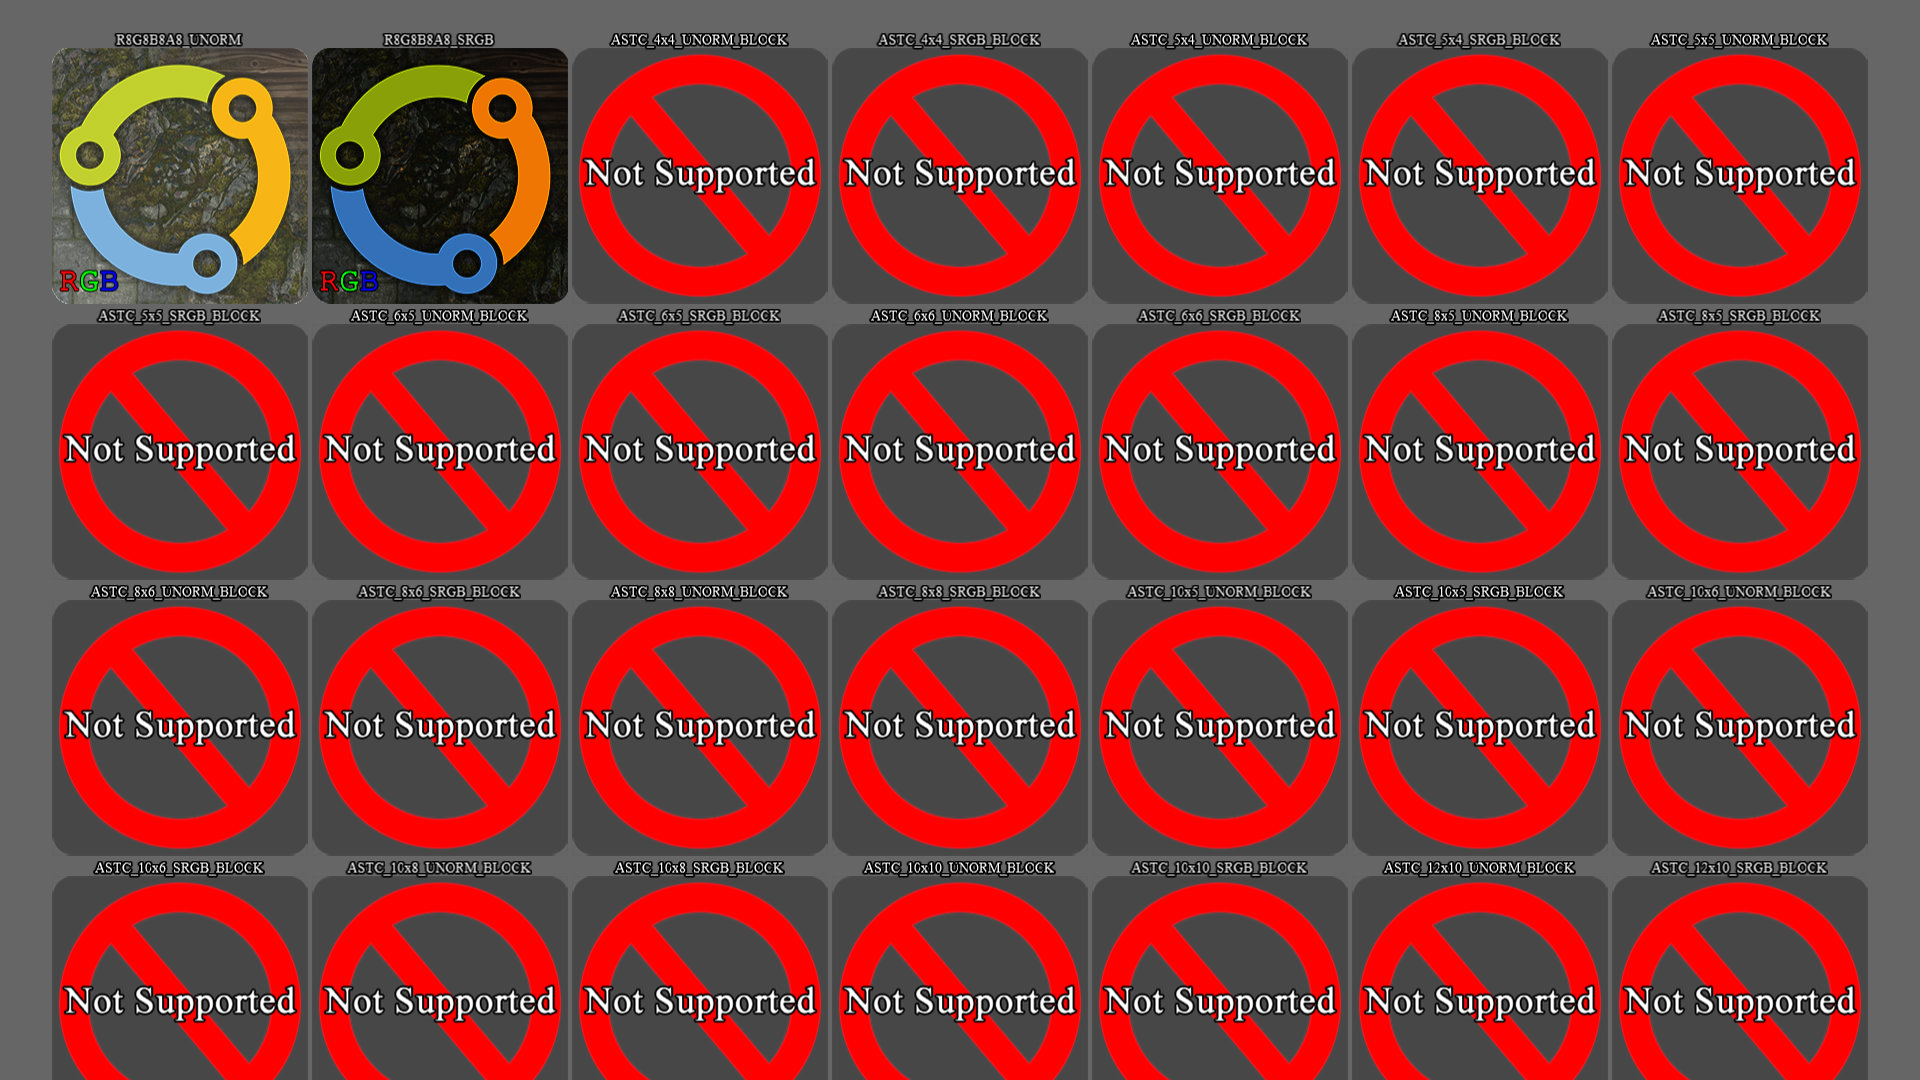 R8G8B8A8_UNORM R8G8B8A8_SRGB ASTC_4x4_UNORM_BLOCK ASTC_4x4_SRGB_BLOCK ASTC_5x4_UNORM_BLOCK ASTC_5x4_SRGB_BLOCK ASTC_5x5_UNORM_BLOCK
Not Supported Not Supported Not Supported Not Supported Not Supported
RGB RGB
ASTC_5x5_SRGB_BLOCK ASTC_6x5_UNORM_BLOCK ASTC_6x5_SRGB_BLOCK ASTC_6x6_UNORM_BLOCK ASTC_6x6_SRGB_BLOCK ASTC_8x5_UNORM_BLOCK ASTC_8x5_SRGB_BLOCK
Not Supported Not Supported Not Supported Not Supported Not Supported Not Supported Not Supported
ASTC_8x6_UNORM_BLOCK ASTC_8x6_SRGB_BLOCK ASTC_8x8_UNORM_BLOCK ASTC_8x8_SRGB_BLOCK ASTC_10x5_UNORM_BLOCK ASTC_10x5_SRGB_BLOCK ASTC_10x6_UNORM_BLOCK
Not Supported Not Supported Not Supported Not Supported Not Supported Not Supported Not Supported
ASTC_10x6_SRGB_BLOCK ASTC_10x8_UNORM_BLOCK ASTC_10x8_SRGB_BLOCK ASTC_10x10_UNORM_BLOCK ASTC_10x10_SRGB_BLOCK ASTC_12x10_UNORM_BLOCK ASTC_12x10_SRGB_BLOCK
Not Supported Not Supported Not Supported Not Supported Not Supported Not Supported Not Supported